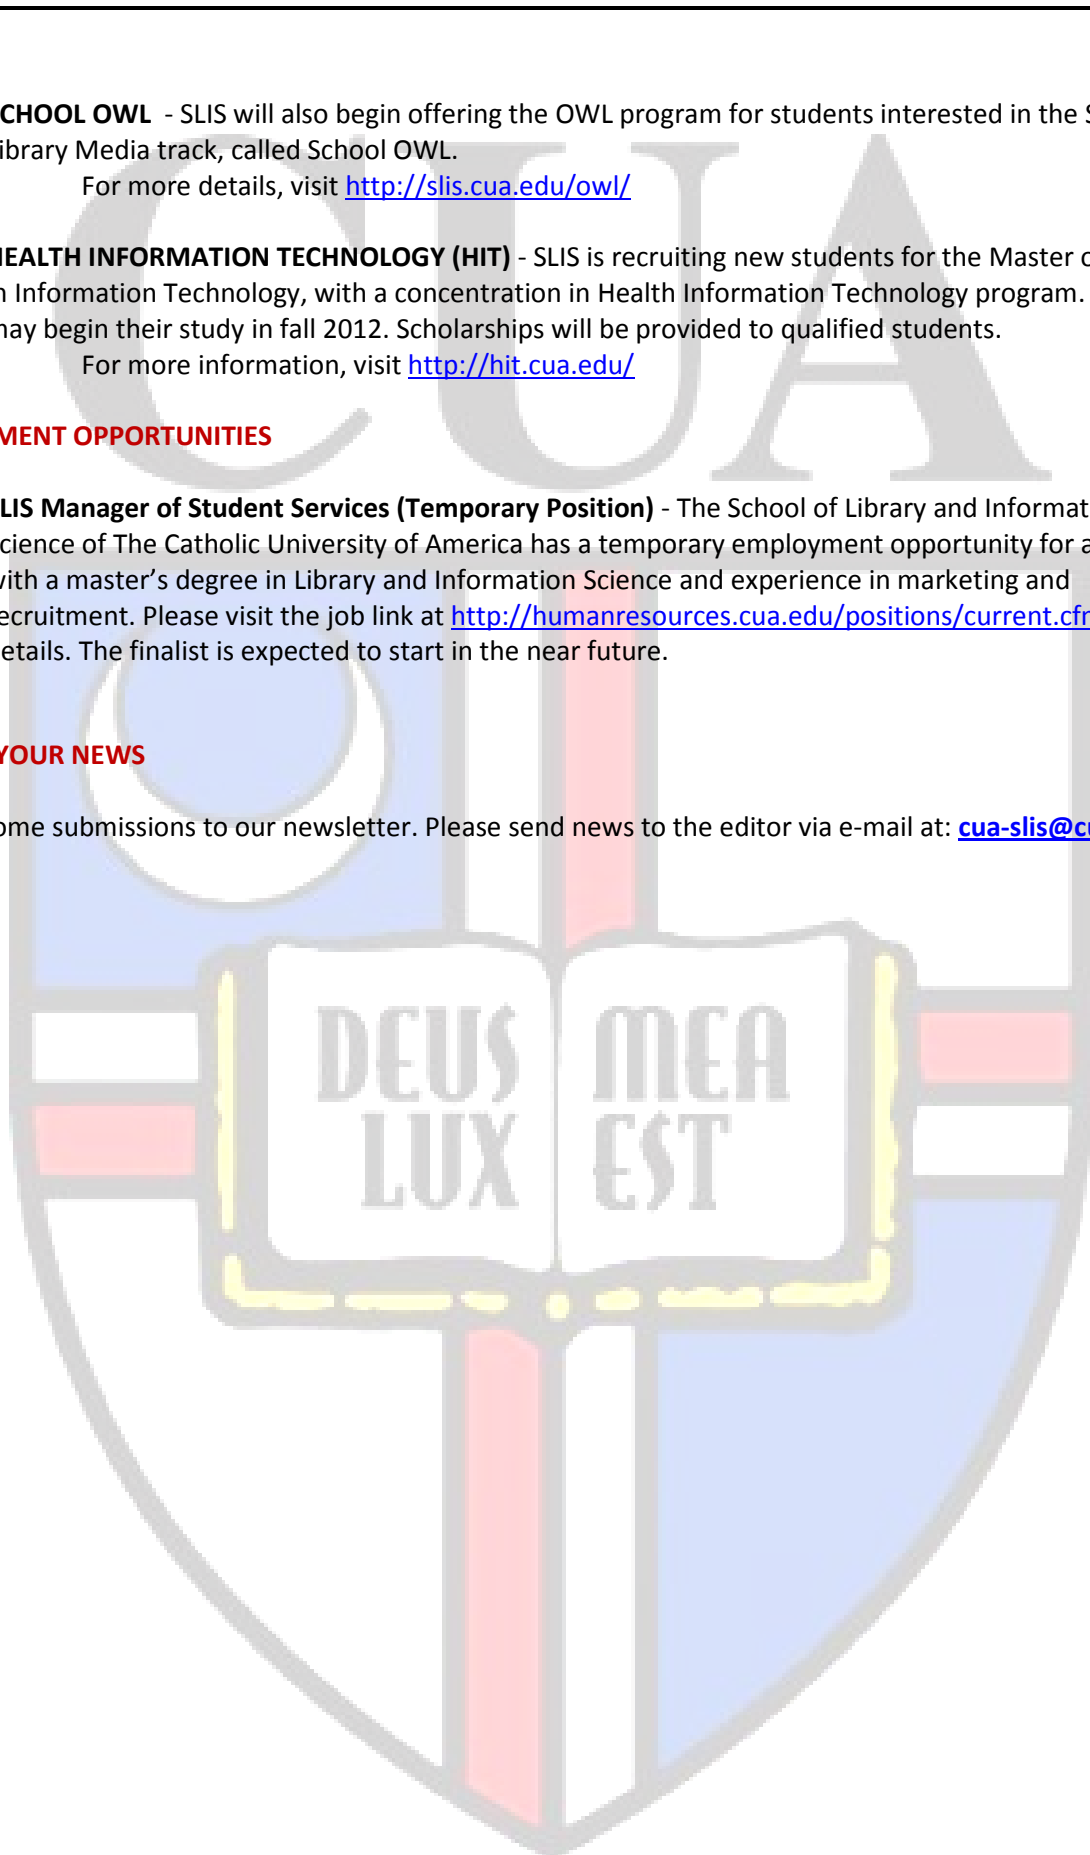 CUA
CHOOL OWL - SLIS will also begin offering the OWL program for students interested in the S
ibrary Media track, called School OWL.
For more details, visit http://slis.cua.edu/owl/
HEALTH INFORMATION TECHNOLOGY (HIT) - SLIS is recruiting new students for the Master o
n Information Technology, with a concentration in Health Information Technology program.
may begin their study in fall 2012. Scholarships will be provided to qualified students.
For more information, visit http://hit.cua.edu/
MENT OPPORTUNITIES
LIS Manager of Student Services (Temporary Position) - The School of Library and Informat
cience of The Catholic University of America has a temporary employment opportunity for a
with a master’s degree in Library and Information Science and experience in marketing and
ecruitment. Please visit the job link at http://humanresources.cua.edu/positions/current.cfm
etails. The finalist is expected to start in the near future.
YOUR NEWS
ome submissions to our newsletter. Please send news to the editor via e-mail at: cua-slis@cu
DEUS MEA
LUX EST